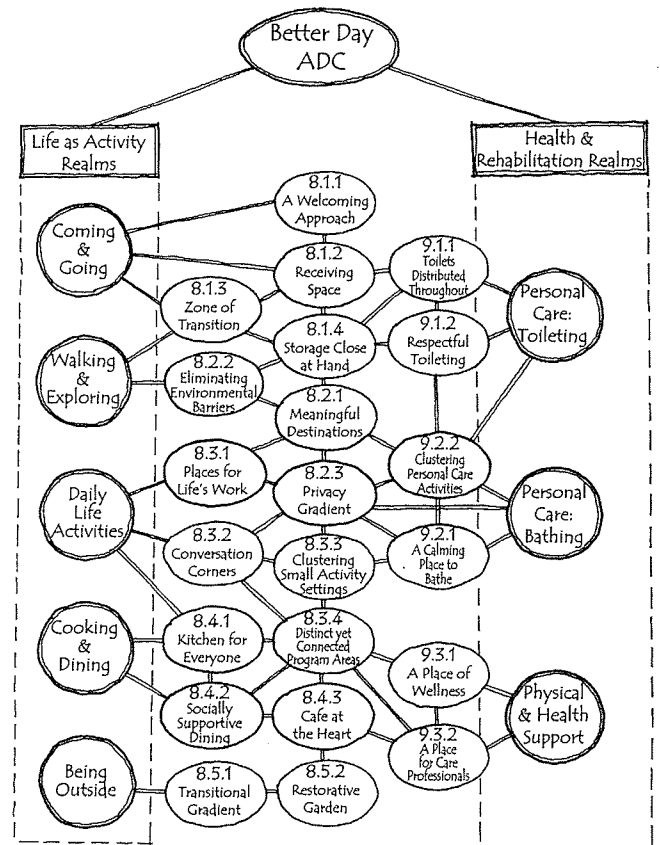 Better Day
ADC
Life as Activity
Realms
Health &
Rehabilitation Realms
Coming
&
Going
8.1.1
A Welcoming
Approach
8.1.2
Receiving
Space
9.1.1
Toilets
Distributed
Throughout
8.1.3
Zone of
Transition
Personal
Care:
Toileting
8.1.4
Storage Close
at Hand
9.1.2
Respectful
Toileting
Walking
&
Exploring
8.2.2
Eliminating
Environmental
Barriers
8.2.1
Meaningful
Destinations
8.3.1
Places for
Life's Work
9.2.2
Clustering
Personal Care
Activities
Daily
Life
Activities
8.2.3
Privacy
Gradient
Personal
Care:
Bathing
8.3.2
Conversation
Corners
8.3.3
Clustering
Small Activity
Settings
9.2.1
A Calming
Place to
Bathe
Cooking
&
Dining
8.4.1
Kitchen for
Everyone
8.3.4
Distinct yet
Connected
Program Areas
9.3.1
A Place of
Wellness
8.4.2
Socially
Supportive
Dining
8.4.3
Cafe at
the Heart
Physical
& Health
Support
9.3.2
A Place
for Care
Professionals
Being
Outside
8.5.1
Transitional
Gradient
8.5.2
Restorative
Garden